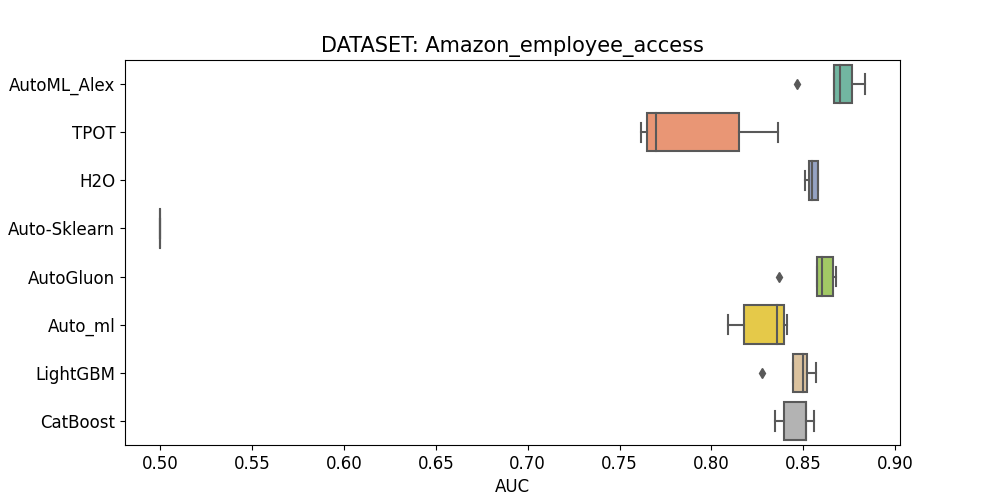 DATASET: Amazon_employee_access
AutoML_Alex
TPOT
H2O
Auto-Sklearn
AutoGluon
Auto_ml
LightGBM
CatBoost
0.50 0.55 0.60 0.65 0.70 0.75 0.80 0.85 0.90
AUC